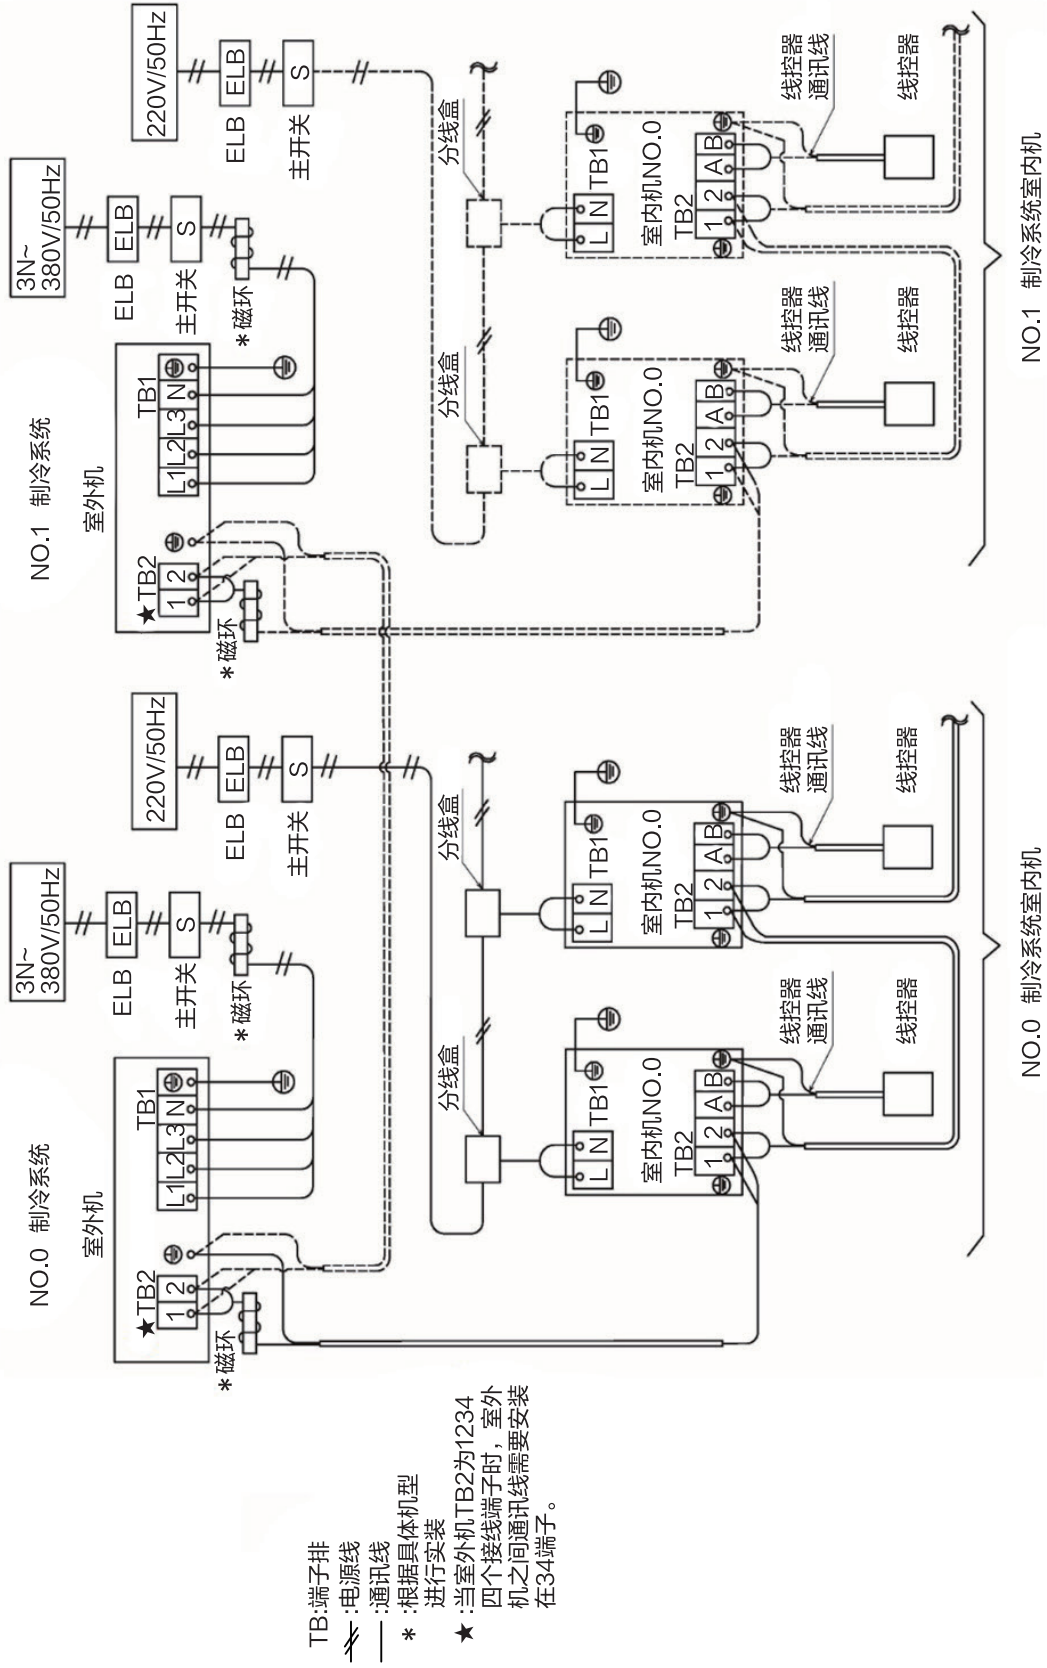 NO.0 制冷系统
室外机
3N~
380V/50Hz
ELB
ELB
S
主开关
*磁环
TB1
L1
L2
L3
N
★TB2
1
2
*磁环
220V/50Hz
ELB
ELB
S
主开关
分线盒
分线盒
TB1
L
N
室内机NO.0
TB2
1
2
A
B
线控器
通讯线
线控器
TB1
L
N
室内机NO.0
TB2
1
2
A
B
线控器
通讯线
线控器
NO.0 制冷系统室内机
NO.1 制冷系统
室外机
3N~
380V/50Hz
ELB
ELB
S
主开关
*磁环
TB1
L1
L2
L3
N
★TB2
1
2
*磁环
220V/50Hz
ELB
ELB
S
主开关
分线盒
分线盒
TB1
L
N
室内机NO.0
TB2
1
2
A
B
线控器
通讯线
线控器
TB1
L
N
室内机NO.0
TB2
1
2
A
B
线控器
通讯线
线控器
NO.1 制冷系统室内机
TB:端子排
:电源线
:通讯线
*:根据具体机型
进行实装
★:当室外机TB2为1234
四个接线端子时，室外
机之间通讯线需要安装
在34端子。